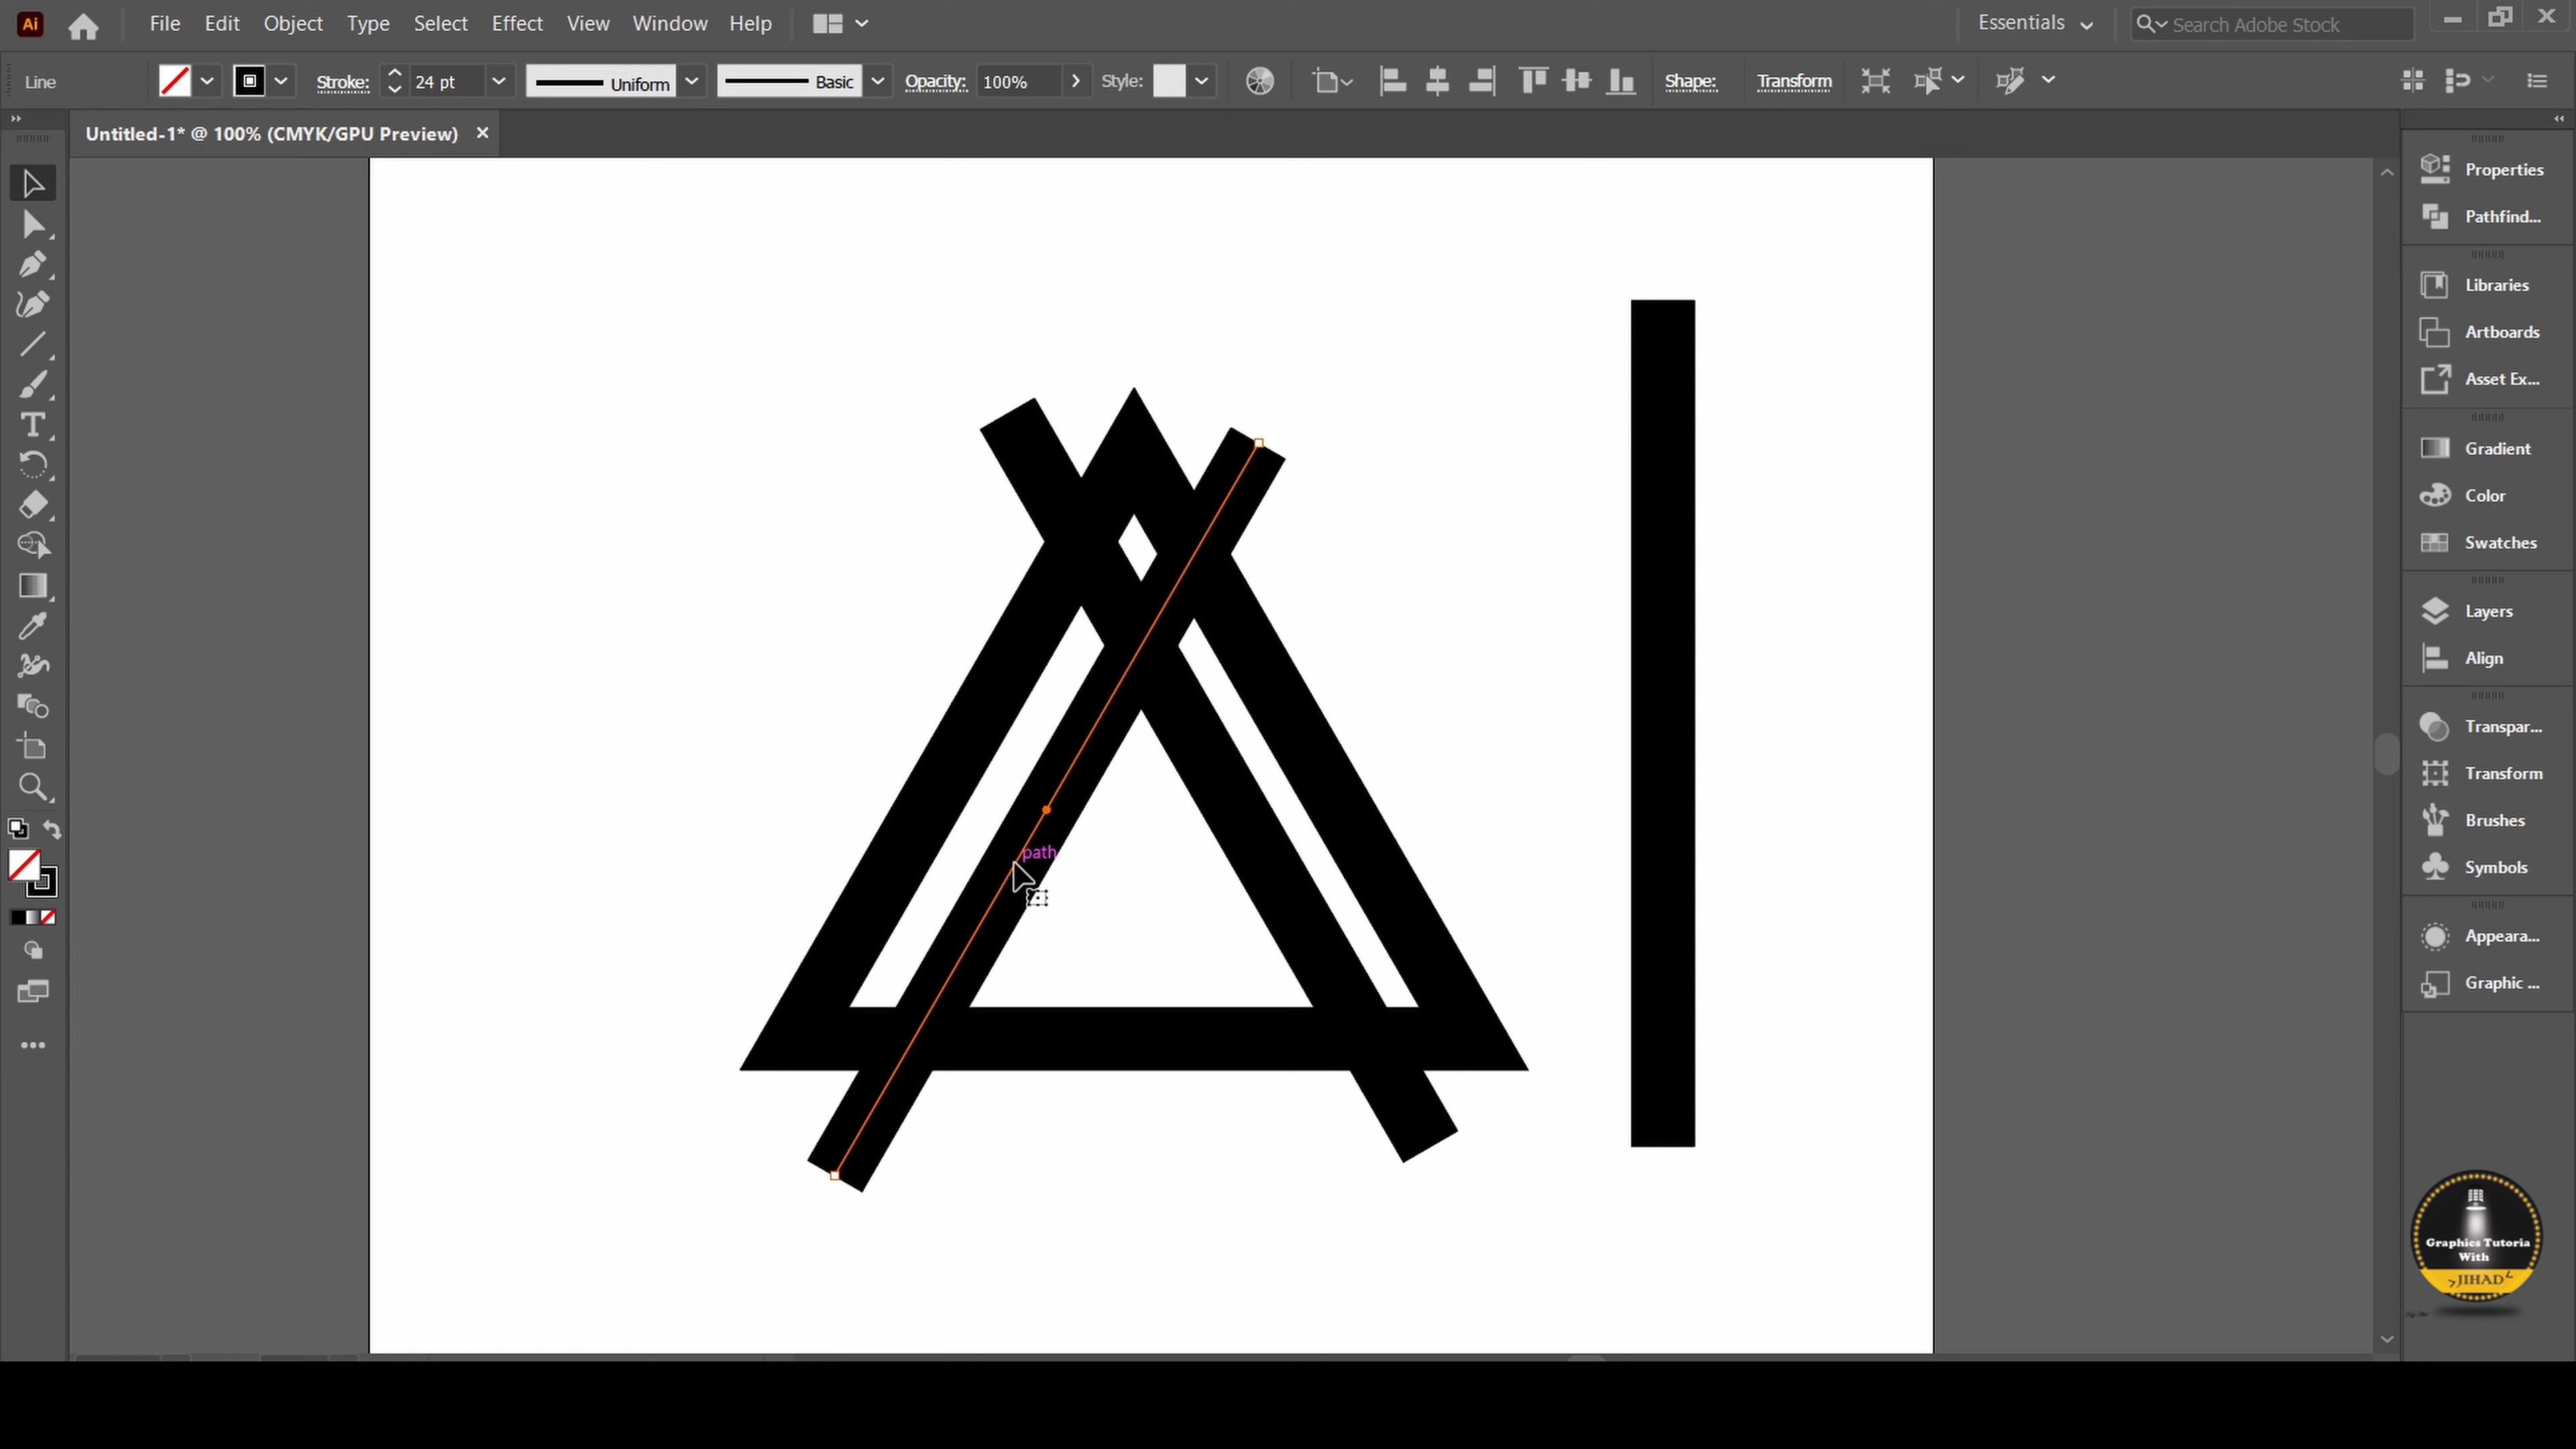 Ai File Edit Object Type Select Effect View Window Help Essentials Search Adobe Stock
Line Stroke: 24 pt Uniform Basic Opacity: 100% Style: Shape: Transform
Untitled-1* @ 100% (CMYK/GPU Preview)
Properties
Pathfind...
Libraries
Artboards
Asset Ex...
Gradient
Color
Swatches
Layers
Align
Transpar...
Transform
Brushes
Symbols
Appeara...
Graphic ...
path
Graphics Tutoria
With
JIHAD